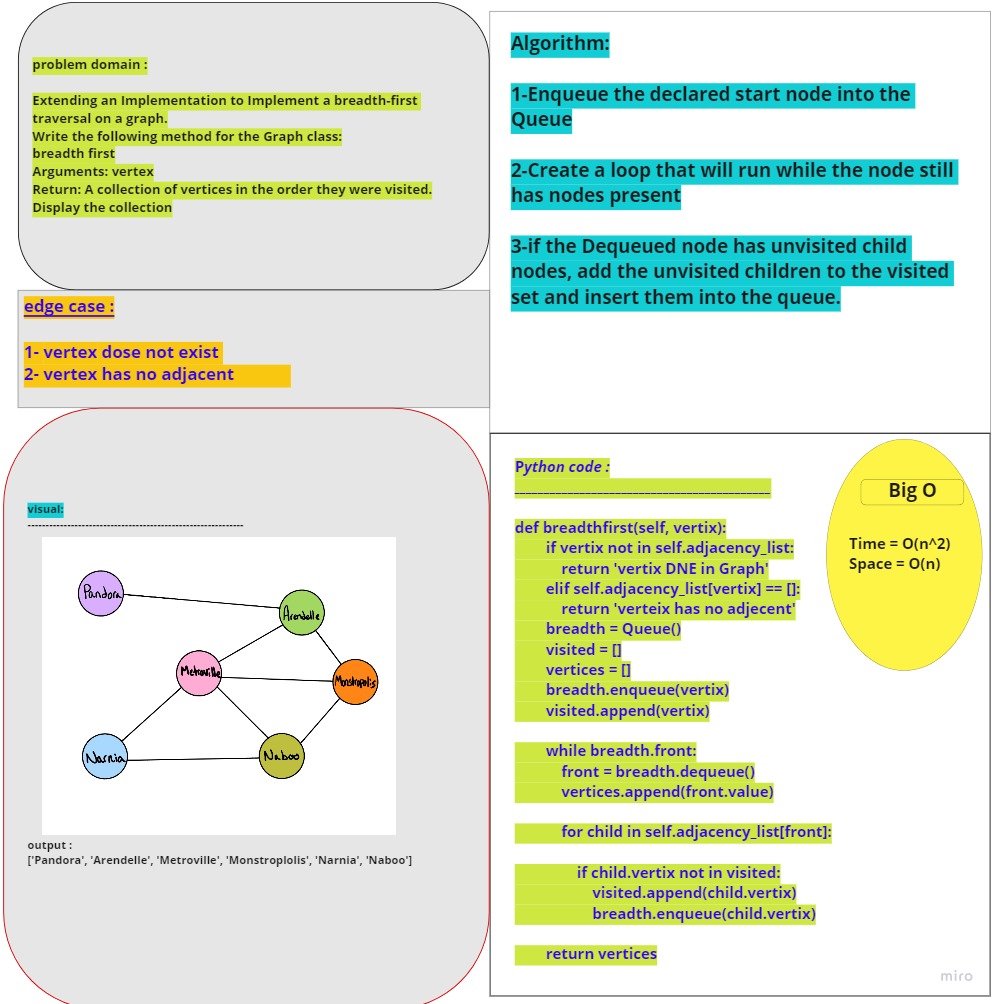 problem domain :
Extending an Implementation to Implement a breadth-first
traversal on a graph.
Write the following method for the Graph class:
breadth first
Arguments: vertex
Return: A collection of vertices in the order they were visited.
Display the collection
edge case :
1- vertex dose not exist
2- vertex has no adjacent
visual:
------------------------------------------------------------
Pandora
Arendelle
Metroville
Monstropolis
Narnia
Naboo
output :
['Pandora', 'Arendelle', 'Metroville', 'Monstroplolis', 'Narnia', 'Naboo']
Algorithm:
1-Enqueue the declared start node into the
Queue
2-Create a loop that will run while the node still
has nodes present
3-if the Dequeued node has unvisited child
nodes, add the unvisited children to the visited
set and insert them into the queue.
Python code :
____________________________________________
def breadthfirst(self, vertix):
if vertix not in self.adjacency_list:
return 'vertix DNE in Graph'
elif self.adjacency_list[vertix] == []:
return 'verteix has no adjecent'
breadth = Queue()
visited = []
vertices = []
breadth.enqueue(vertix)
visited.append(vertix)
while breadth.front:
front = breadth.dequeue()
vertices.append(front.value)
for child in self.adjacency_list[front]:
if child.vertix not in visited:
visited.append(child.vertix)
breadth.enqueue(child.vertix)
return vertices
Big O
Time = O(n^2)
Space = O(n)
miro